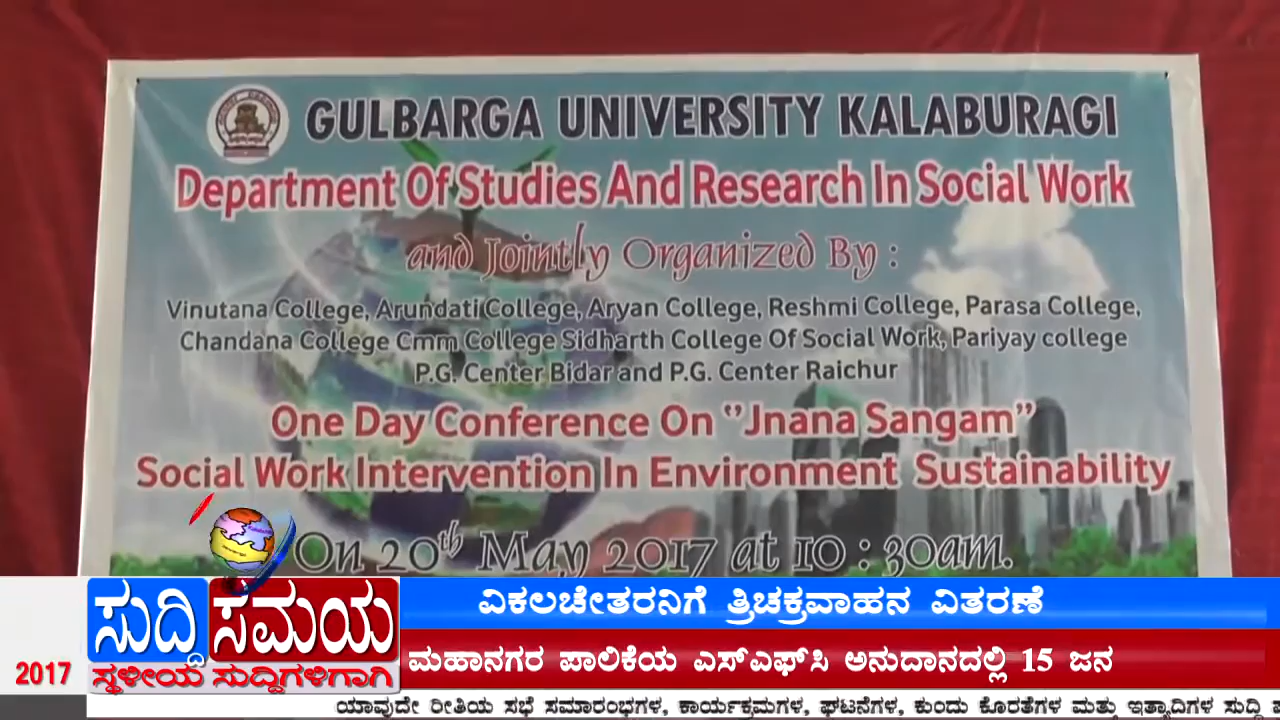 GULBARGA UNIVERSITY KALABURAGI
Department Of Studies And Research In Social Work
and Jointly Organized By :
Vinutana College, Arundati College, Aryan College, Reshmi College, Parasa College,
Chandana College Cmm College Sidharth College Of Social Work, Pariyay college
P.G. Center Bidar and P.G. Center Raichur
One Day Conference On ‘’Jnana Sangam”
Social Work Intervention In Environment Sustainability
On 20th May 2017 at 10 : 30am.
ಸುದ್ದಿ ಸಮಯ
ಸ್ಥಳೀಯ ಸುದ್ದಿಗಳಿಗಾಗಿ
2017
ವಿಕಲಚೇತರನಿಗೆ ತ್ರಿಚಕ್ರವಾಹನ ವಿತರಣೆ
ಮಹಾನಗರ ಪಾಲಿಕೆಯ ಎಸ್‌ಎಫ್‌ಸಿ ಅನುದಾನದಲ್ಲಿ 15 ಜನ
ಯಾವುದೇ ರೀತಿಯ ಸಭೆ ಸಮಾರಂಭಗಳ, ಕಾರ್ಯಕ್ರಮಗಳ, ಘಟನೆಗಳ, ಕುಂದು ಕೊರತೆಗಳ ಮತ್ತು ಇತ್ಯಾದಿಗಳ ಸುದ್ದಿ